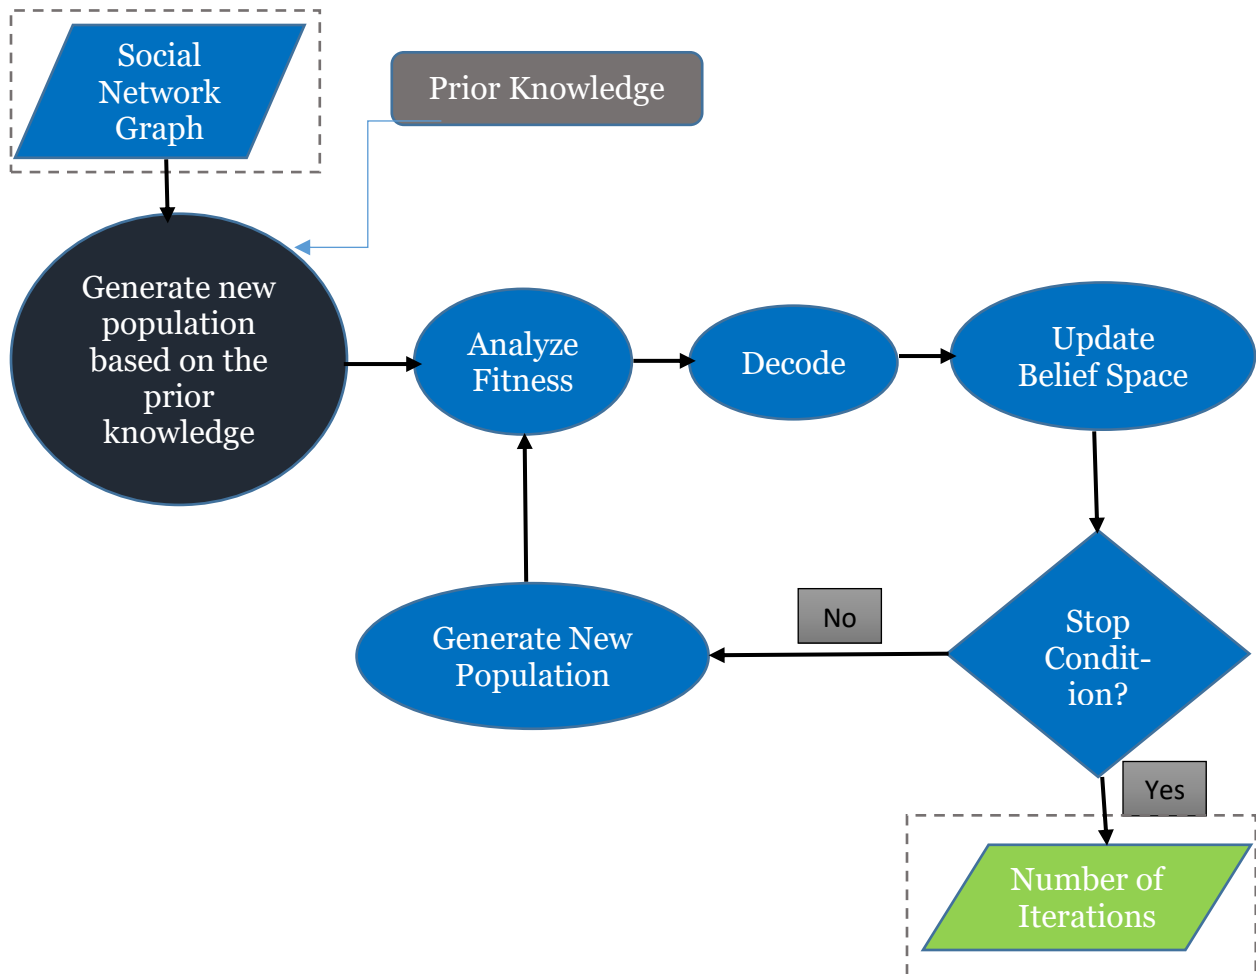 Social
Network
Graph
Prior Knowledge
Generate new
population
based on the
prior
knowledge
Analyze
Fitness
Decode
Update
Belief Space
Generate New
Population
No
Stop
Condit-
ion?
Yes
Number of
Iterations